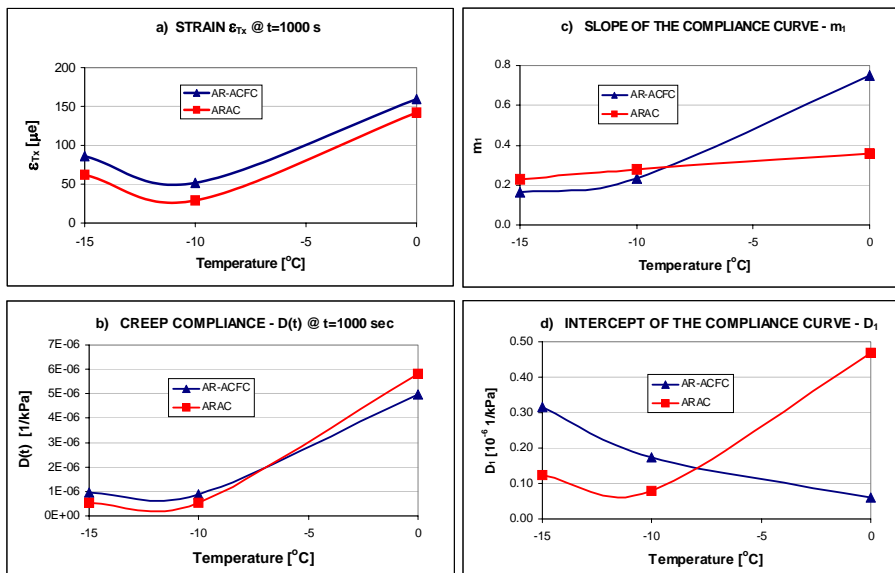 a) STRAIN εTx @ t=1000 s
200
150
100
50
0
εTx [με]
AR-ACFC
ARAC
-15
-10
-5
0
Temperature [°C]
c) SLOPE OF THE COMPLIANCE CURVE - m1
0.8
0.6
0.4
0.2
0.0
m1
AR-ACFC
ARAC
-15
-10
-5
0
Temperature [°C]
b) CREEP COMPLIANCE - D(t) @ t=1000 sec
7E-06
6E-06
5E-06
4E-06
3E-06
2E-06
1E-06
0E+00
D(t) [1/kPa]
AR-ACFC
ARAC
-15
-10
-5
0
Temperature [°C]
d) INTERCEPT OF THE COMPLIANCE CURVE - D1
0.50
0.40
0.30
0.20
0.10
0.00
D1 [10-6 1/kPa]
AR-ACFC
ARAC
-15
-10
-5
0
Temperature [°C]